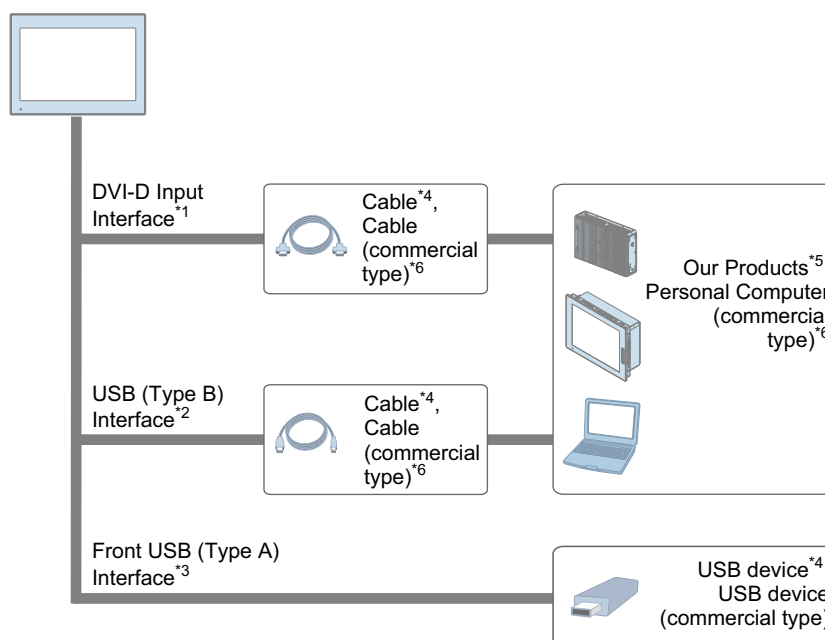 DVI-D Input
Interface*1
Cable*4,
Cable
(commercial
type)*6
Our Products*5
Personal Computer
(commercial
type)*6
USB (Type B)
Interface*2
Cable*4,
Cable
(commercial
type)*6
Front USB (Type A)
Interface*3
USB device*4
USB device
(commercial type)